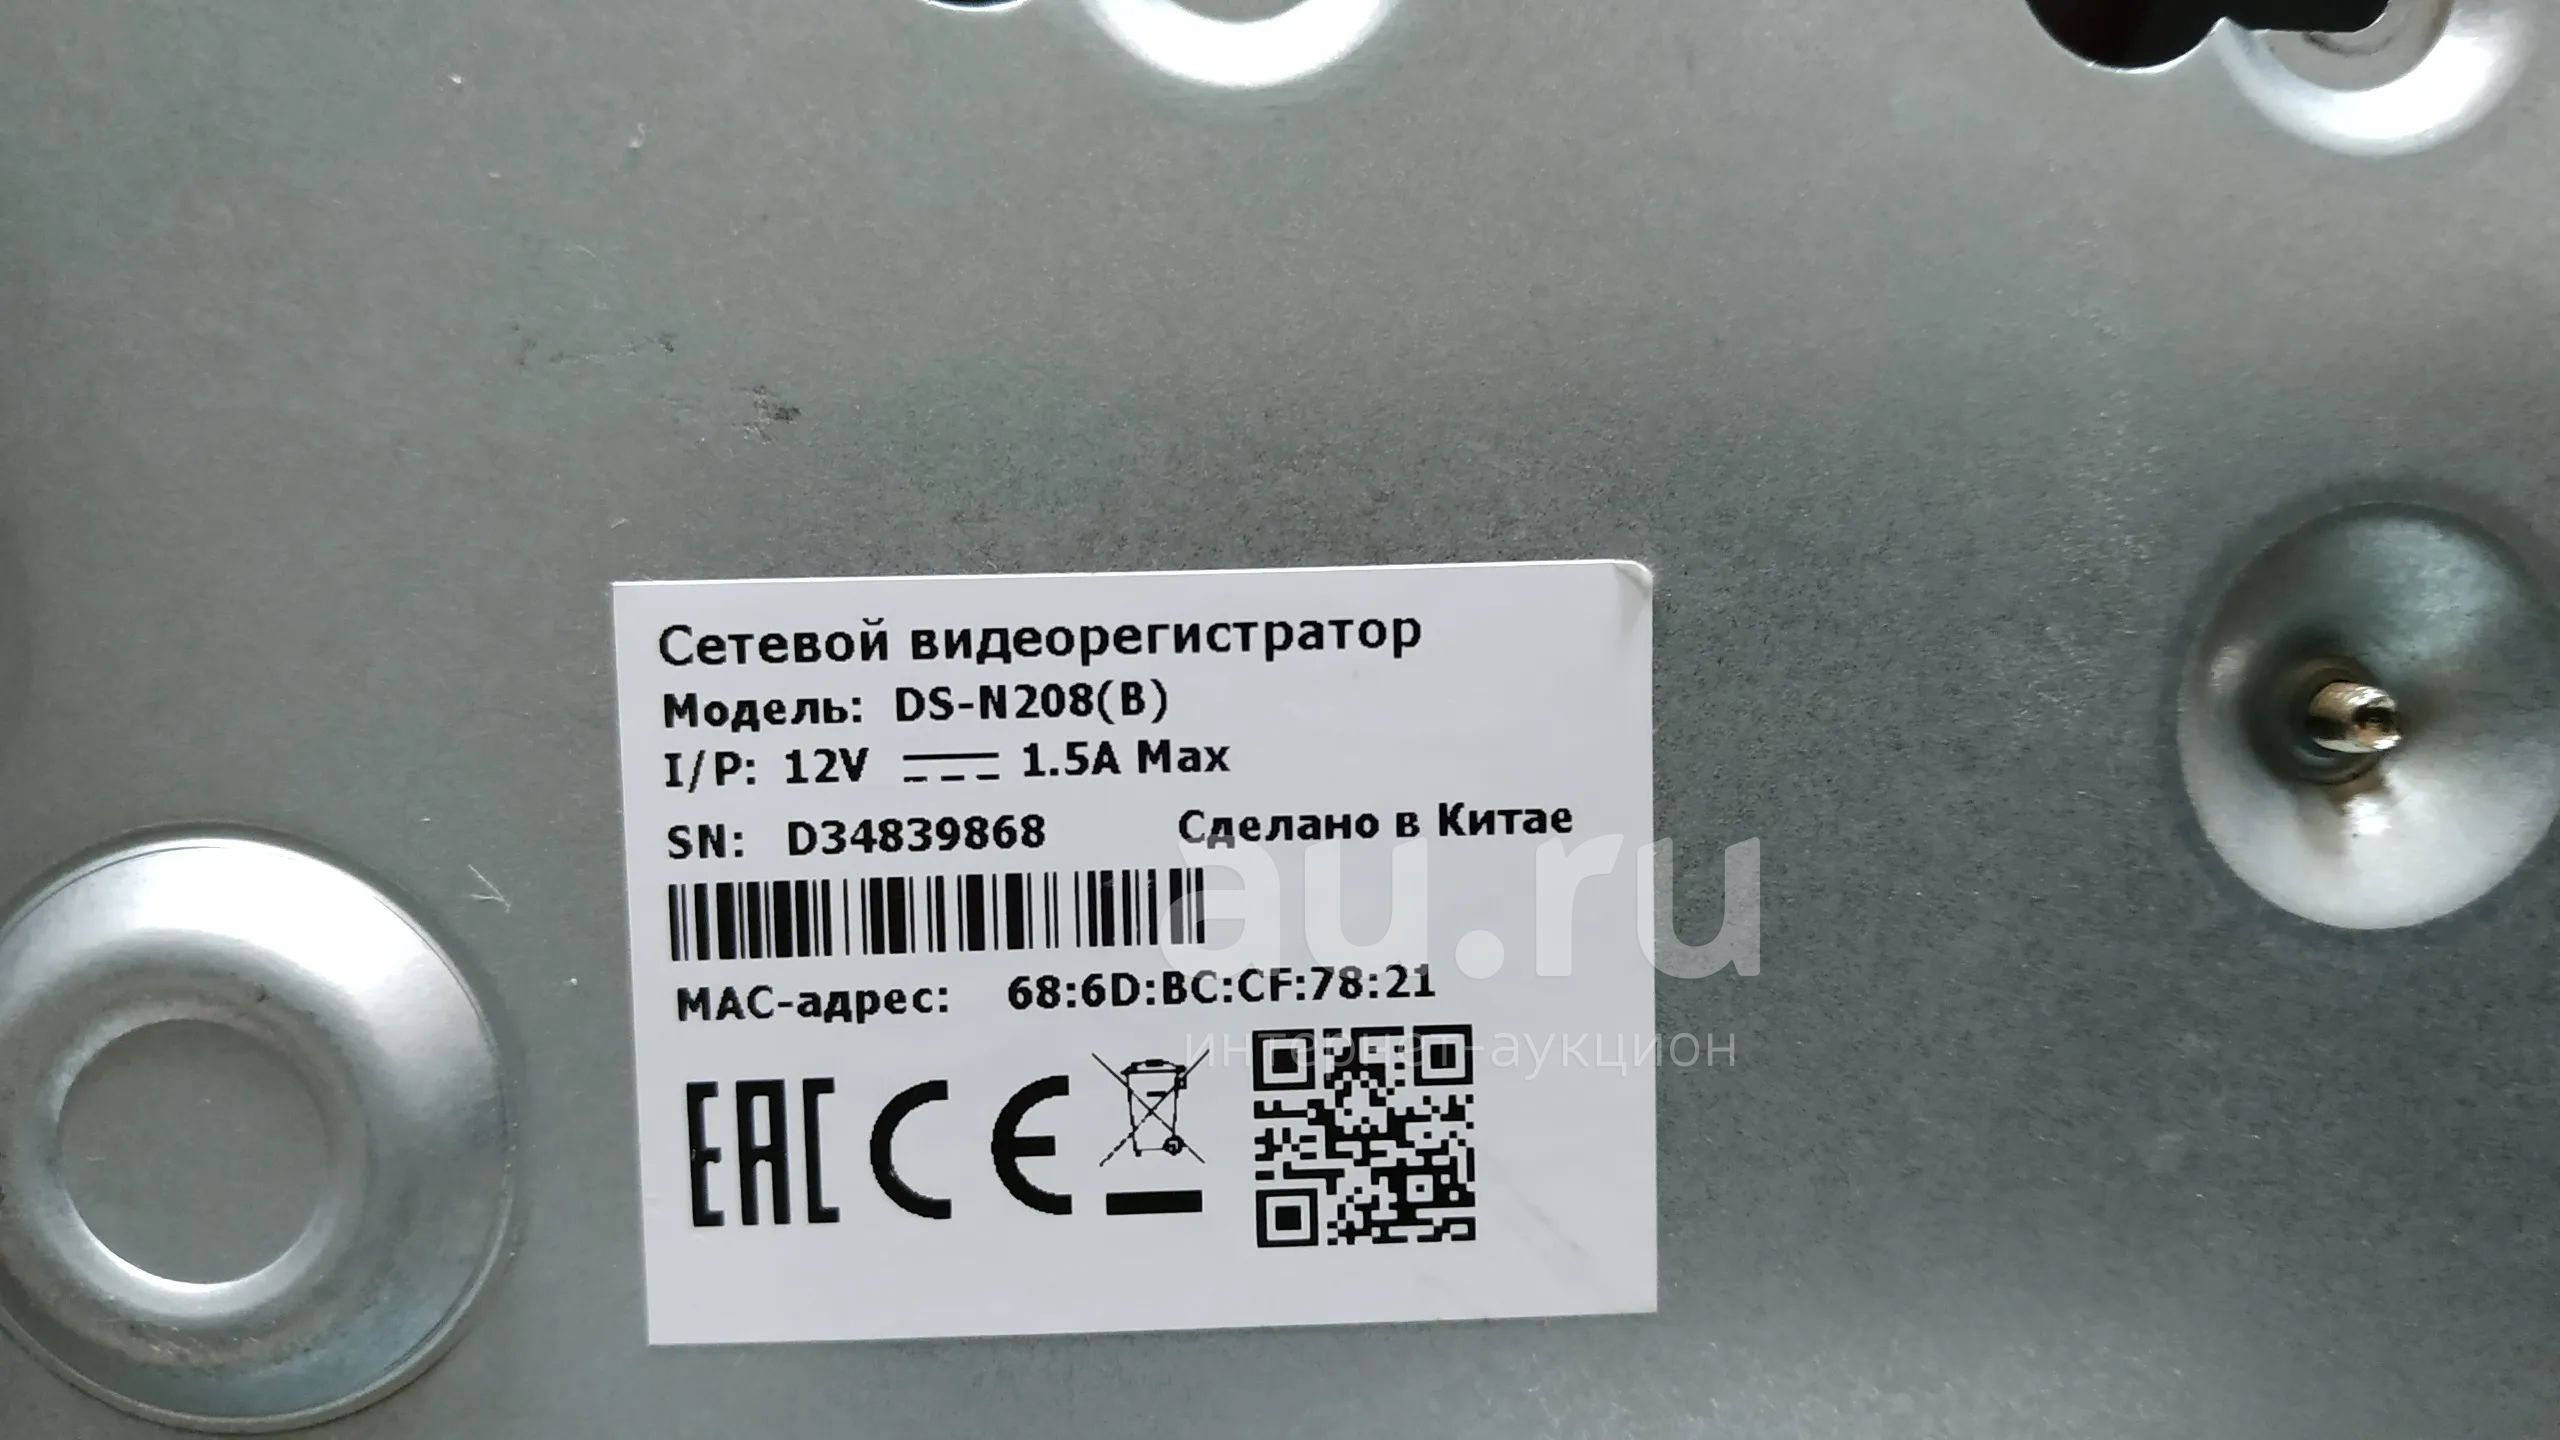 Сетевой видеорегистратор
Модель: DS-N208(B)
I/P: 12V 1.5A Max
SN: D34839868 Сделано в Китае
au.ru
MAC-адрес: 68:6D:BC:CF:78:21
интернет-аукцион
EAC CE